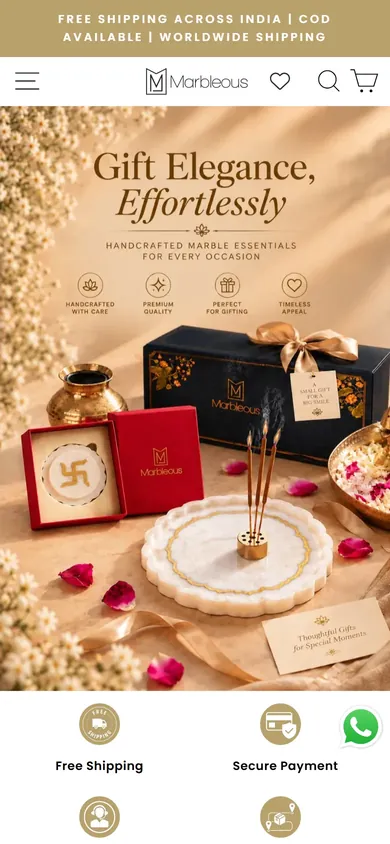 FREE SHIPPING ACROSS INDIA | COD
AVAILABLE | WORLDWIDE SHIPPING
Marbleous
Gift Elegance,
Effortlessly
HANDCRAFTED MARBLE ESSENTIALS
FOR EVERY OCCASION
HANDCRAFTED
WITH CARE
PREMIUM
QUALITY
PERFECT
FOR GIFTING
TIMELESS
APPEAL
Marbleous
A
SMALL GIFT
FOR A
BIG SMILE
Marbleous
Thoughtful Gifts
for Special Moments
FREE
SHIPPING
Free Shipping
Secure Payment